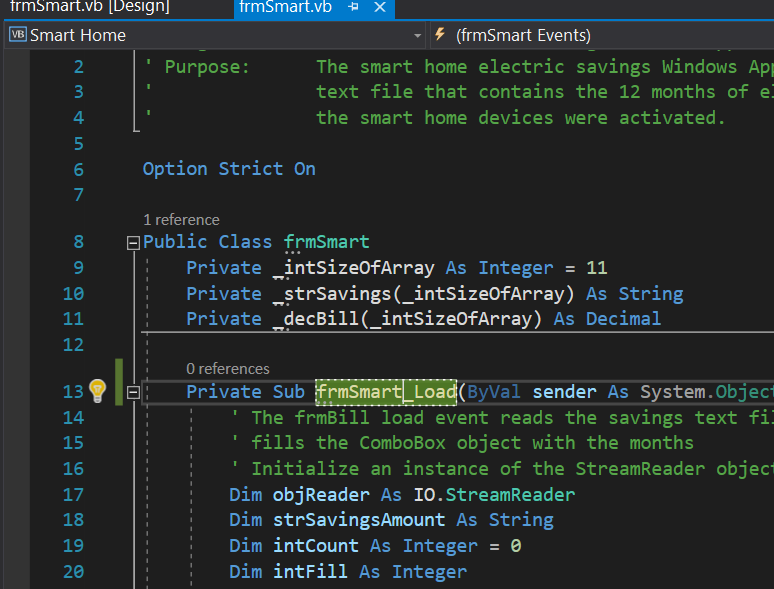 frmSmart.vb [Design]
frmSmart.vb
VB Smart Home
(frmSmart Events)
2 ' Purpose: The smart home electric savings Windows App
3 ' text file that contains the 12 months of el
4 ' the smart home devices were activated.
5
6 Option Strict On
7
1 reference
8 Public Class frmSmart
9 Private _intSizeOfArray As Integer = 11
10 Private _strSavings(_intSizeOfArray) As String
11 Private _decBill(_intSizeOfArray) As Decimal
12
0 references
13 Private Sub frmSmart_Load(ByVal sender As System.Object
14 ' The frmBill load event reads the savings text fil
15 ' fills the ComboBox object with the months
16 ' Initialize an instance of the StreamReader object
17 Dim objReader As IO.StreamReader
18 Dim strSavingsAmount As String
19 Dim intCount As Integer = 0
20 Dim intFill As Integer